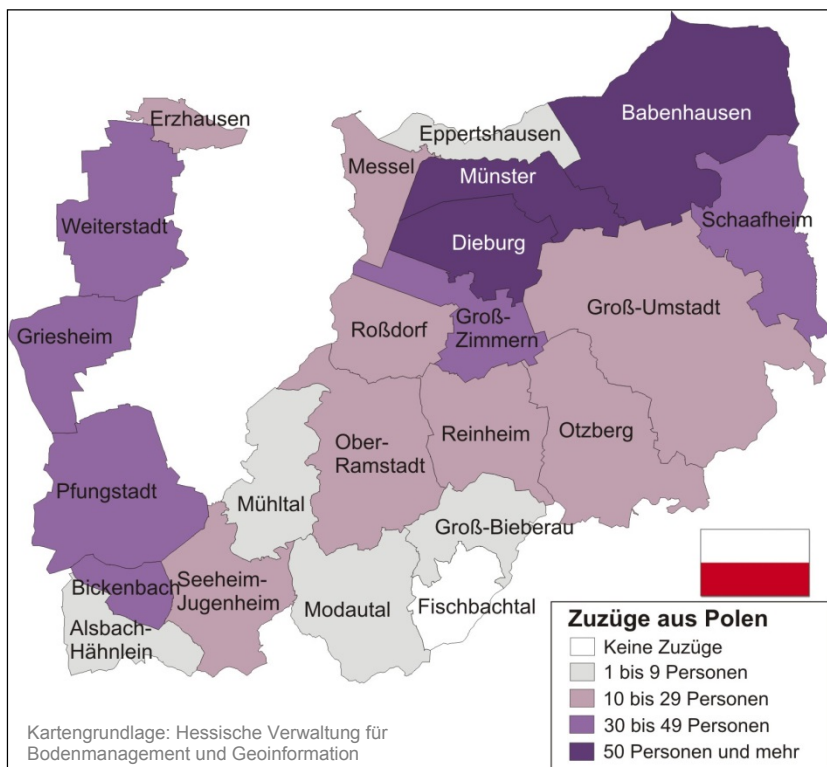 Erzhausen
Eppertshausen
Babenhausen
Messel
Münster
Weiterstadt
Schaafheim
Dieburg
Griesheim
Roßdorf
Groß-
Zimmern
Groß-Umstadt
Ober-
Ramstadt
Reinheim
Otzberg
Pfungstadt
Mühltal
Groß-Bieberau
Bickenbach
Seeheim-
Jugenheim
Modautal
Fischbachtal
Alsbach-
Hähnlein
Zuzüge aus Polen
Keine Zuzüge
1 bis 9 Personen
10 bis 29 Personen
30 bis 49 Personen
50 Personen und mehr
Kartengrundlage: Hessische Verwaltung für
Bodenmanagement und Geoinformation